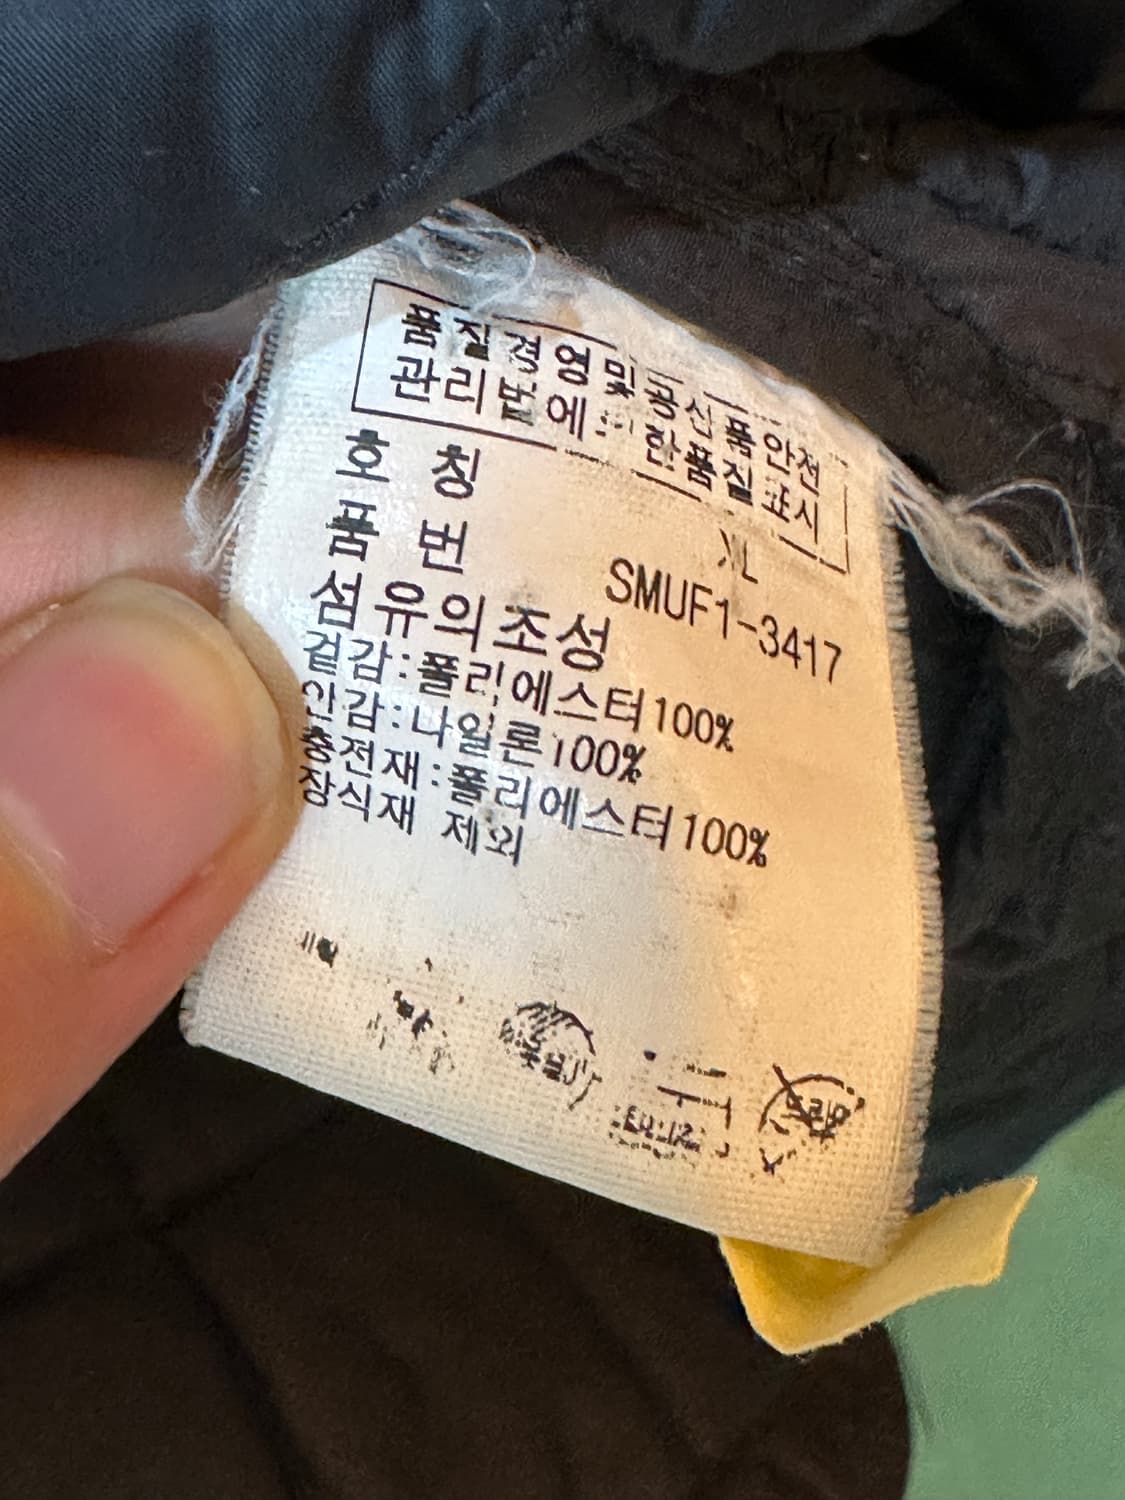 품질경영및공산품안전
관리법에의한품질표시
호 칭 XL
품 번 SMUF1-3417
섬유의조성
겉감:폴리에스터100%
안감:나일론100%
충전재:폴리에스터100%
장식재 제외
드라이